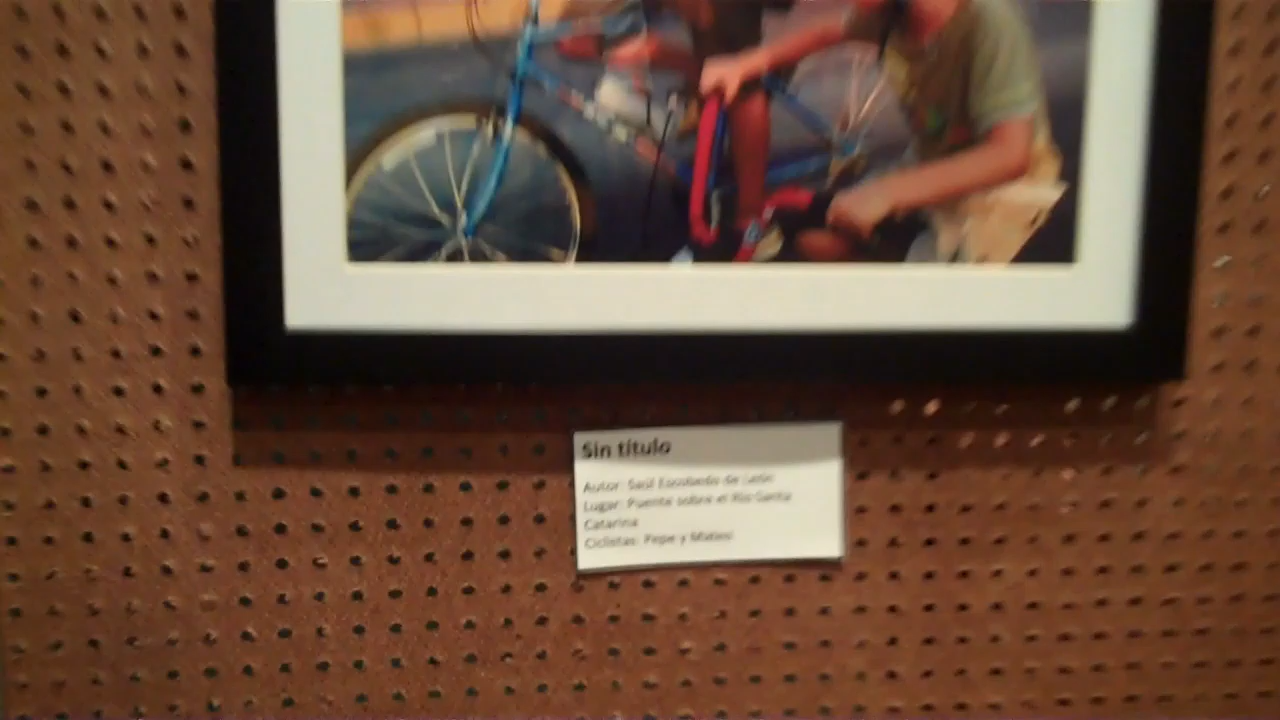 Sin título
Autor: Saúl Escobedo de León
Lugar: Puente sobre el Río Santa
Catarina
Ciclistas: Pepe y Mateo